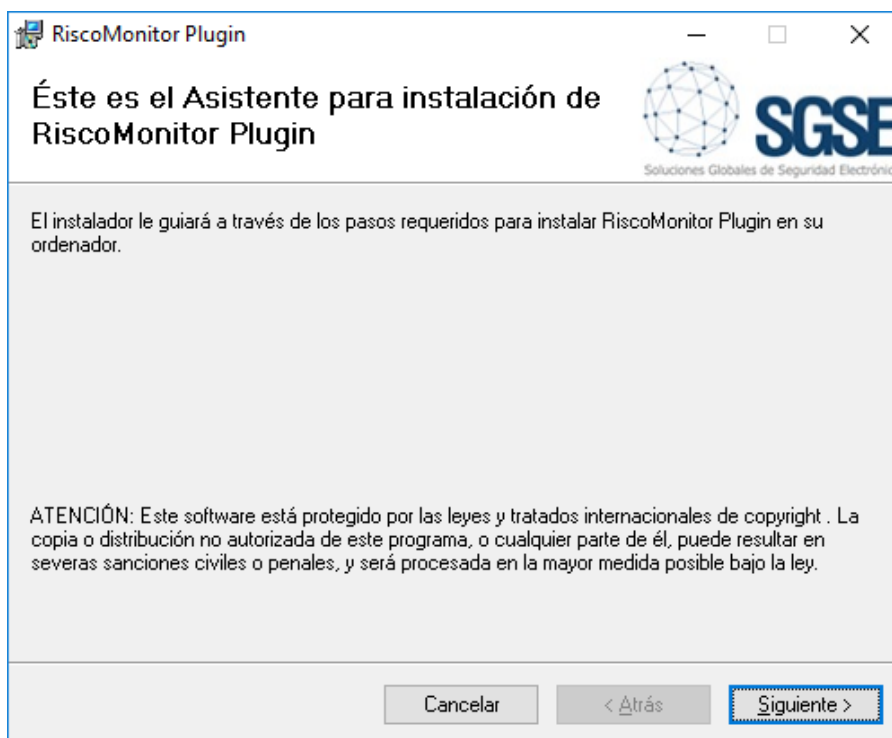 RiscoMonitor Plugin
Éste es el Asistente para instalación de
RiscoMonitor Plugin
SGSE
Soluciones Globales de Seguridad Electrónic
El instalador le guiará a través de los pasos requeridos para instalar RiscoMonitor Plugin en su
ordenador.
ATENCIÓN: Este software está protegido por las leyes y tratados internacionales de copyright . La
copia o distribución no autorizada de este programa, o cualquier parte de él, puede resultar en
severas sanciones civiles o penales, y será procesada en la mayor medida posible bajo la ley.
Cancelar
< Atrás
Siguiente >